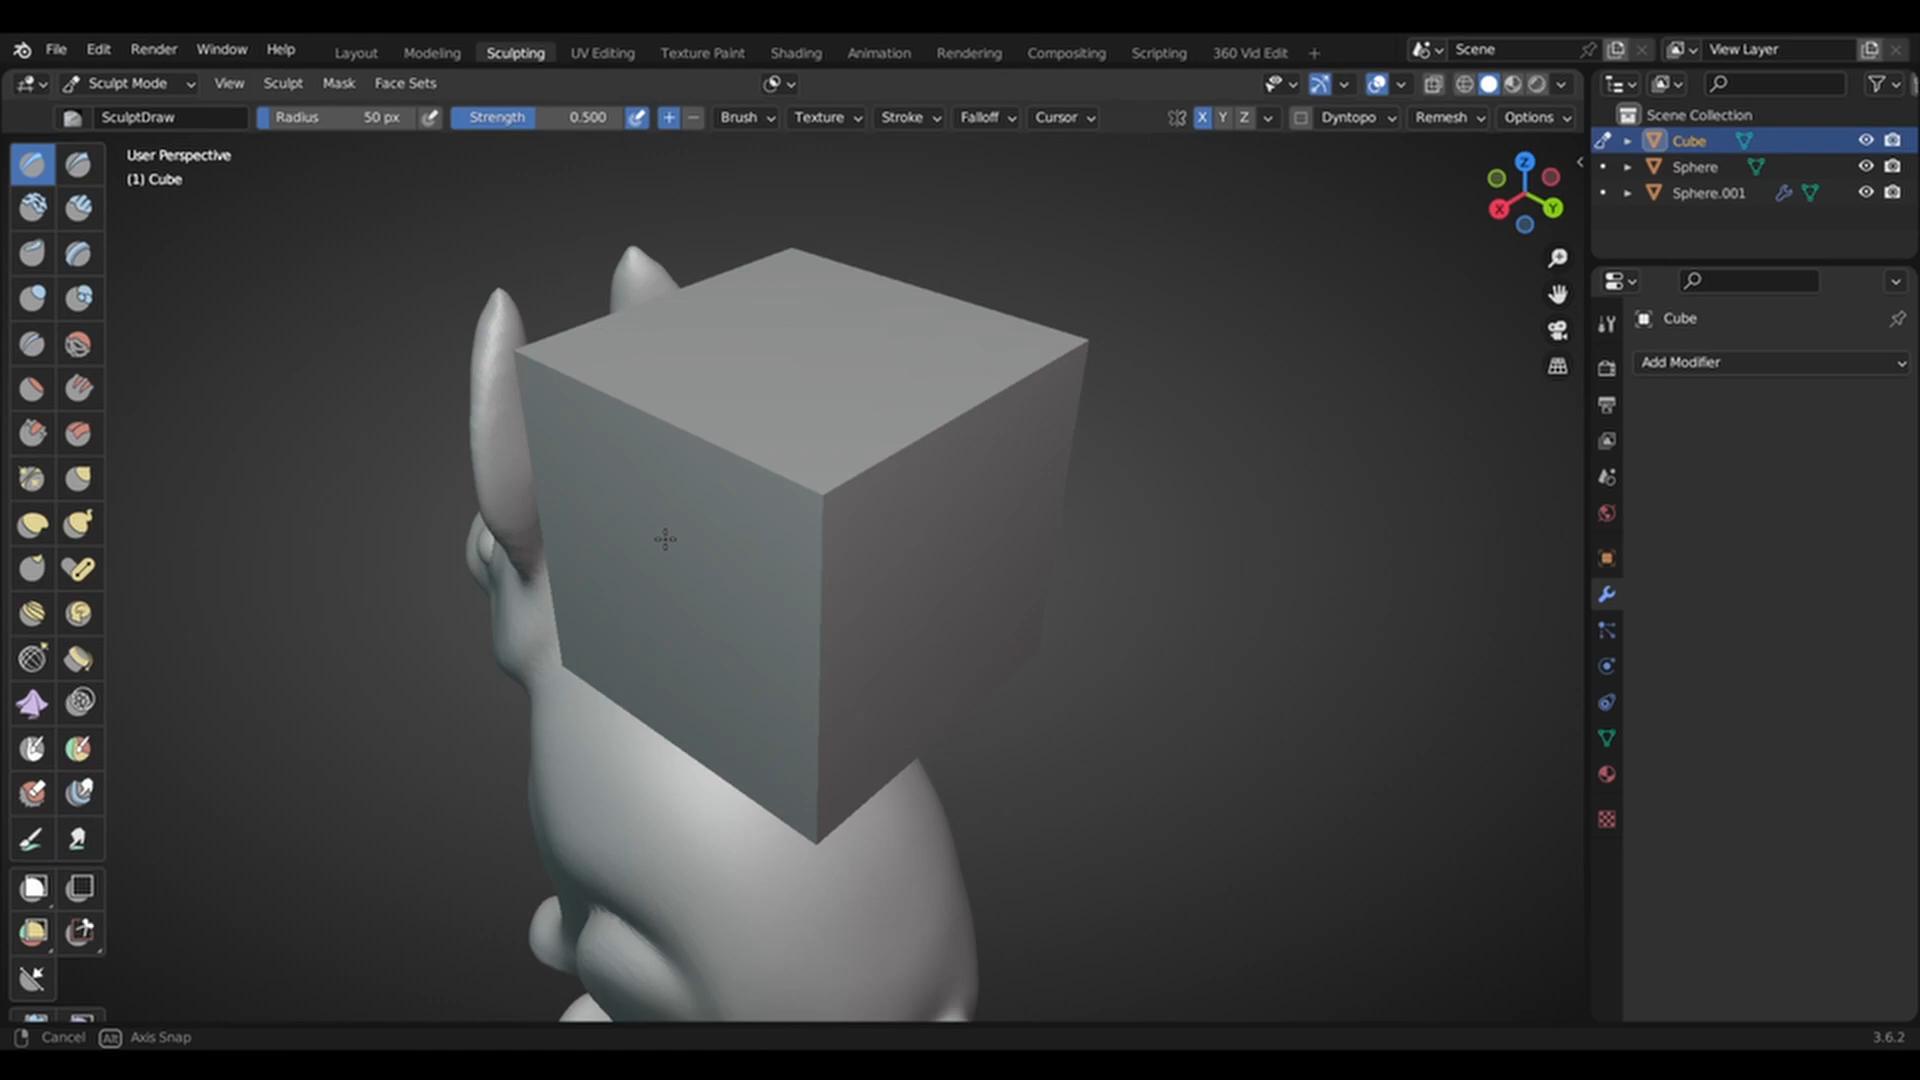 File Edit Render Window Help Layout Modeling Sculpting UV Editing Texture Paint Shading Animation Rendering Compositing Scripting 360 Vid Edit + Scene View Layer
Sculpt Mode View Sculpt Mask Face Sets
SculptDraw Radius 50 px Strength 0.500 Brush Texture Stroke Falloff Cursor X Y Z Dyntopo Remesh Options
Scene Collection
Cube
Sphere
Sphere.001
User Perspective
(1) Cube
Z
X
Y
Cube
Add Modifier
Cancel Alt Axis Snap
3.6.2